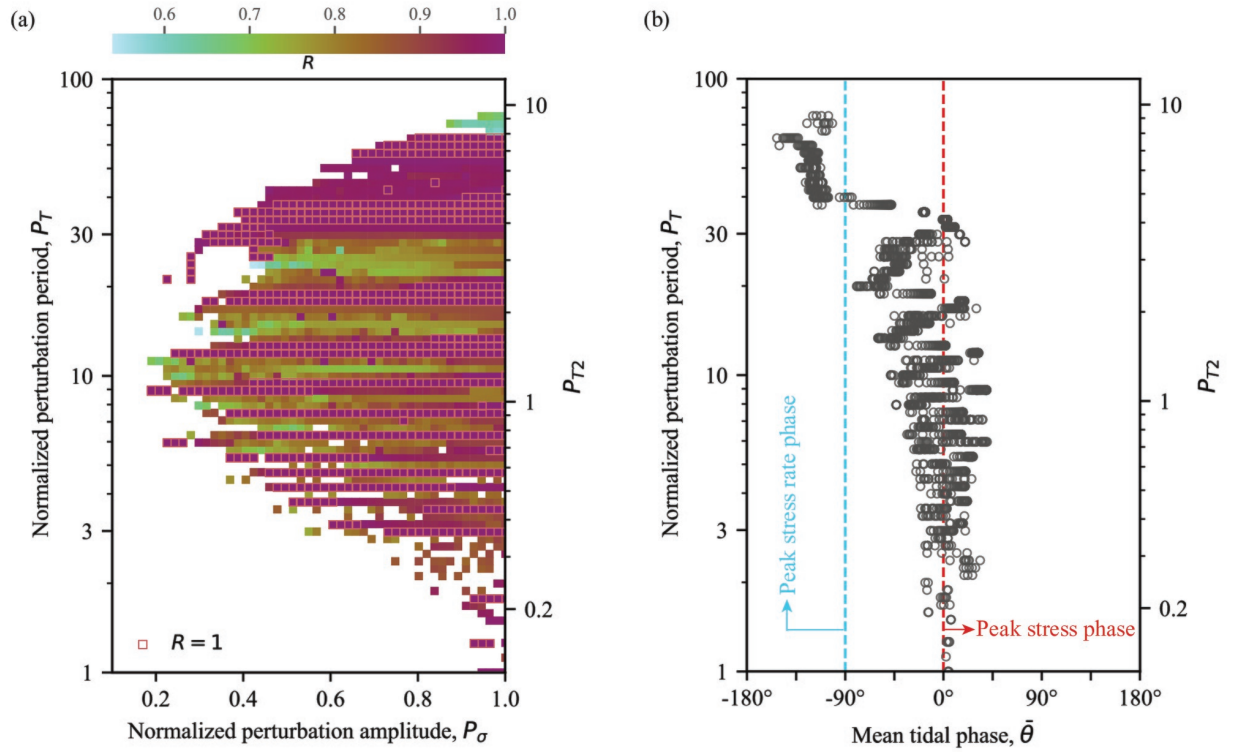 (a)
0.6 0.7 0.8 0.9 1.0
R
100
30
10
3
1
Normalized perturbation period, P_T
10
1
0.2
P_T2
R = 1
0.2 0.4 0.6 0.8 1.0
Normalized perturbation amplitude, P_σ
(b)
100
30
10
3
1
Normalized perturbation period, P_T
10
1
0.2
P_T2
Peak stress rate phase
Peak stress phase
-180° -90° 0° 90° 180°
Mean tidal phase, θ̄